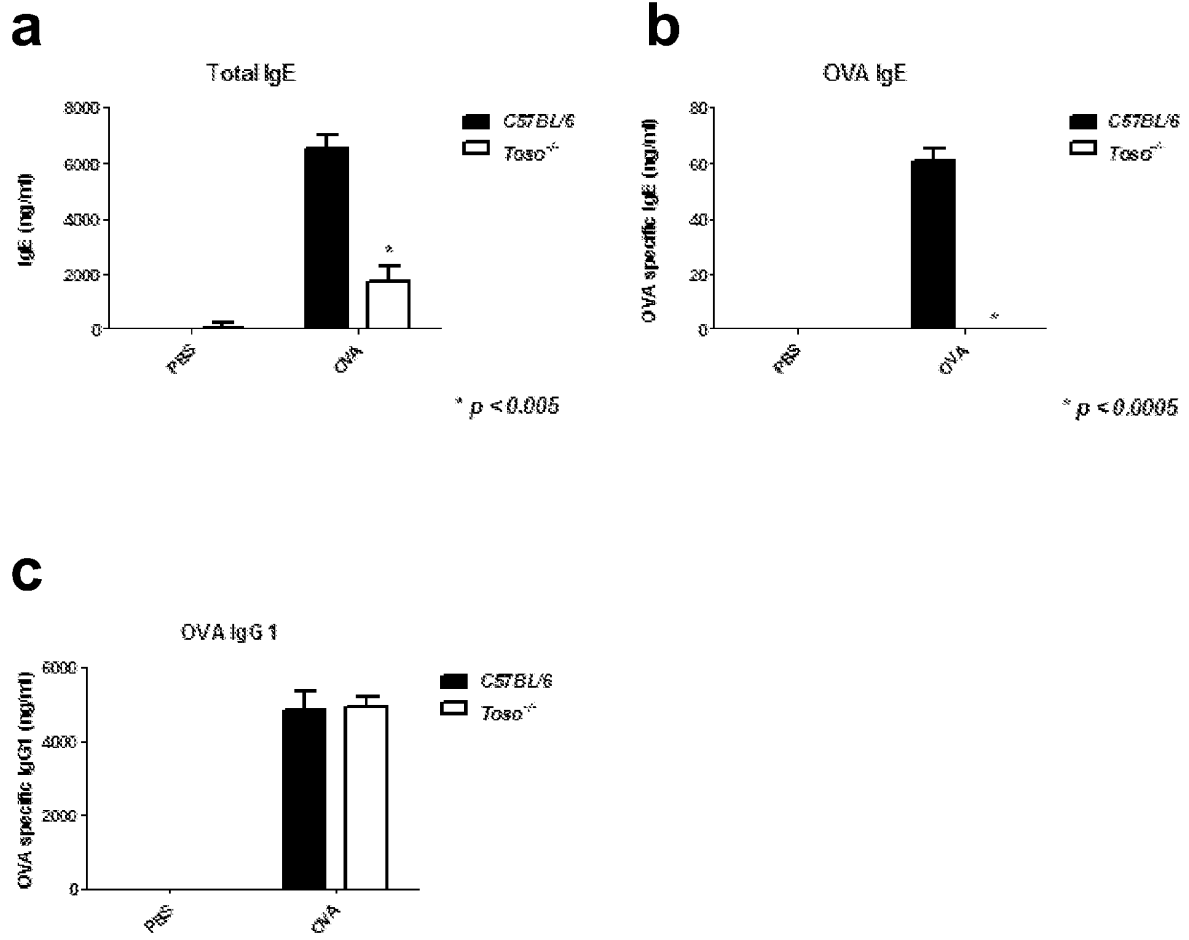 a
Total IgE
8000
6000
4000
2000
0
IgE (ng/ml)
PBS
OVA
*
C57BL/6
Toso-/-
* p < 0.005
b
OVA IgE
80
60
40
20
0
OVA specific IgE (ng/ml)
PBS
OVA
*
C57BL/6
Toso-/-
* p < 0.0005
c
OVA IgG1
6000
4000
2000
0
OVA specific IgG1 (ng/ml)
PBS
OVA
C57BL/6
Toso-/-